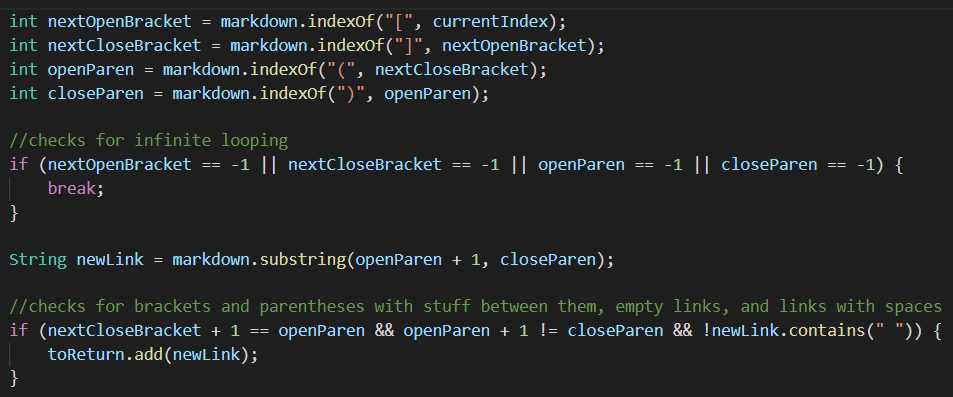 int nextOpenBracket = markdown.indexOf("[", currentIndex);
int nextCloseBracket = markdown.indexOf("]", nextOpenBracket);
int openParen = markdown.indexOf("(", nextCloseBracket);
int closeParen = markdown.indexOf(")", openParen);

//checks for infinite looping
if (nextOpenBracket == -1 || nextCloseBracket == -1 || openParen == -1 || closeParen == -1) {
    break;
}

String newLink = markdown.substring(openParen + 1, closeParen);

//checks for brackets and parentheses with stuff between them, empty links, and links with spaces
if (nextCloseBracket + 1 == openParen && openParen + 1 != closeParen && !newLink.contains(" ")) {
    toReturn.add(newLink);
}